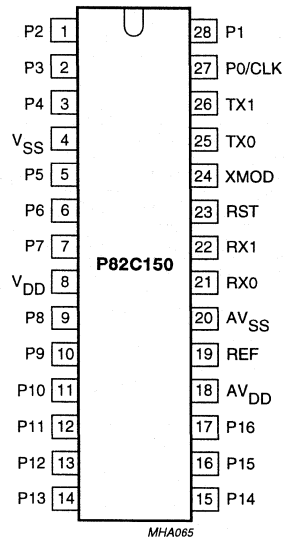 P2 1 28 P1
P3 2 27 P0/CLK
P4 3 26 TX1
VSS 4 25 TX0
P5 5 24 XMOD
P6 6 23 RST
P7 7 22 RX1
P82C150
VDD 8 21 RX0
P8 9 20 AVSS
P9 10 19 REF
P10 11 18 AVDD
P11 12 17 P16
P12 13 16 P15
P13 14 15 P14
MHA065